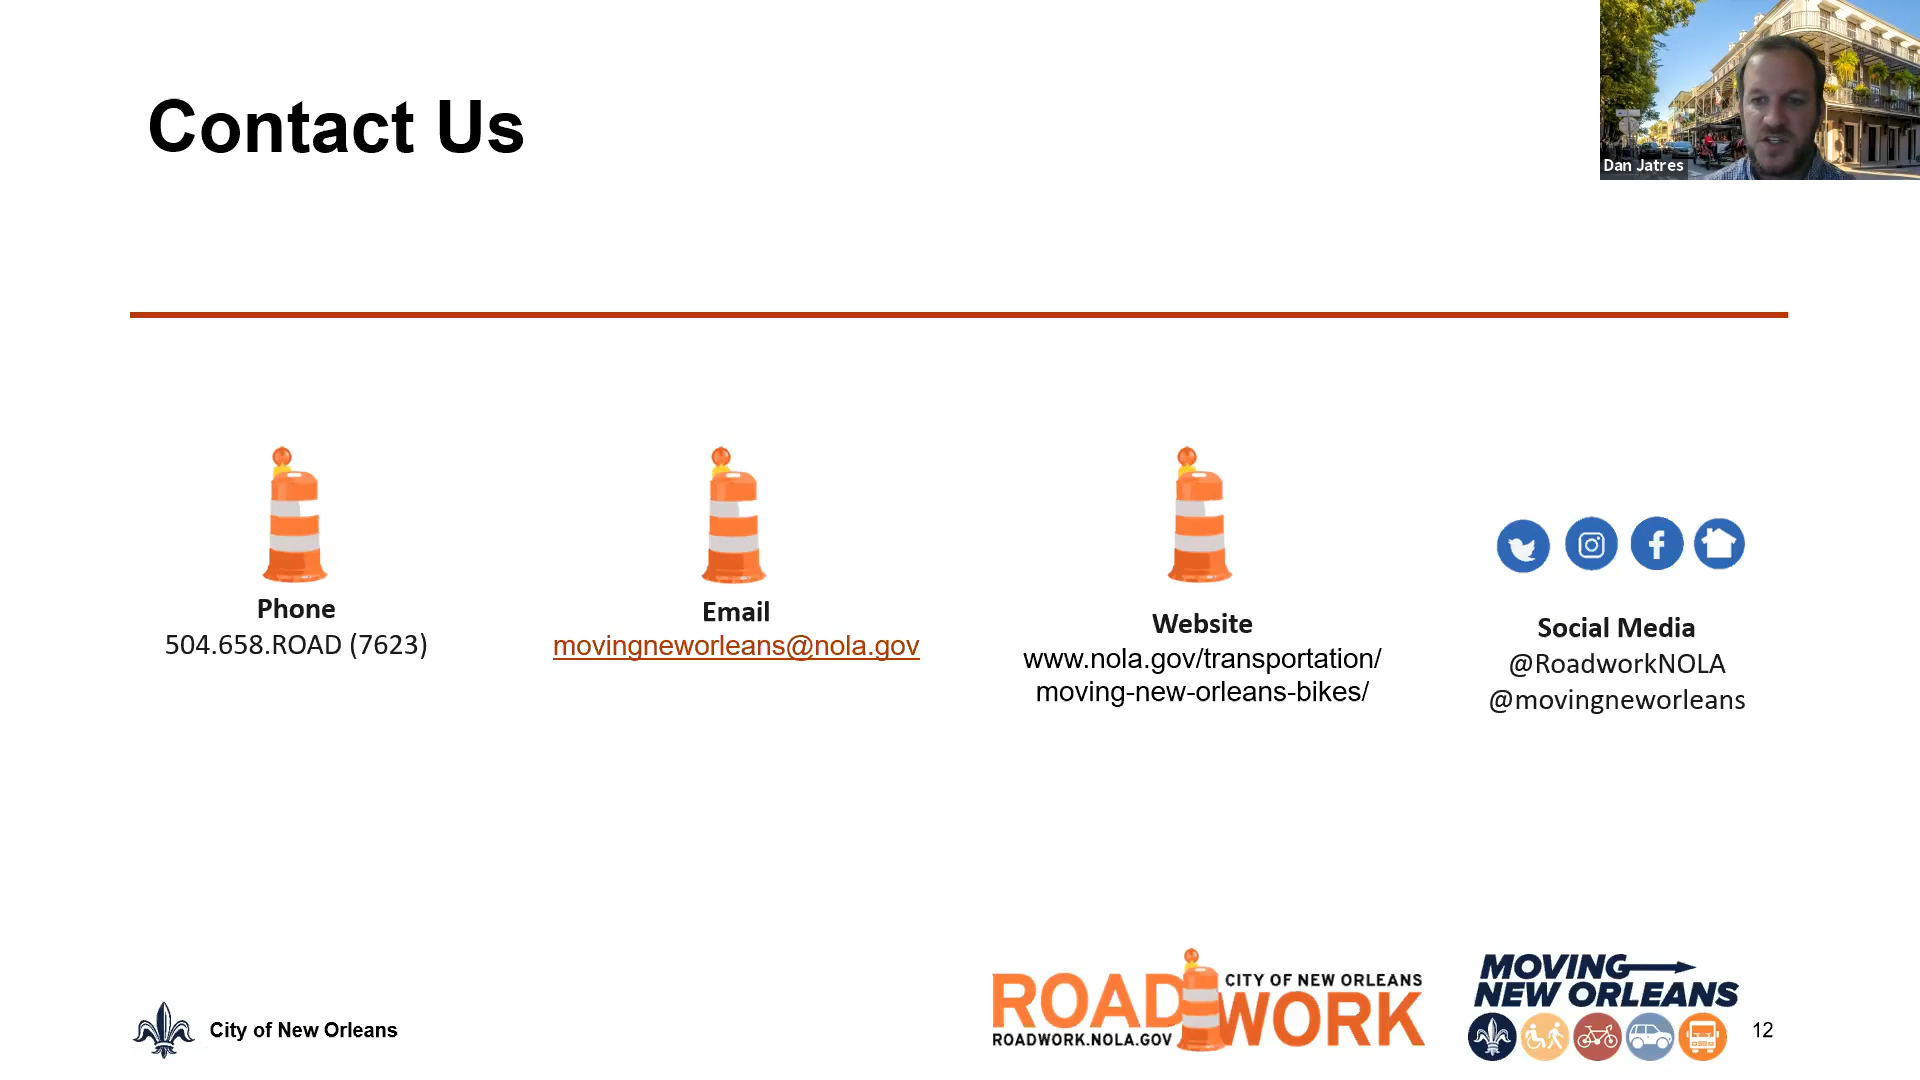 Contact Us
Dan Jatres
Phone
504.658.ROAD (7623)
Email
movingneworleans@nola.gov
Website
www.nola.gov/transportation/
moving-new-orleans-bikes/
Social Media
@RoadworkNOLA
@movingneworleans
City of New Orleans
ROADWORK
CITY OF NEW ORLEANS
ROADWORK.NOLA.GOV
MOVING
NEW ORLEANS
12